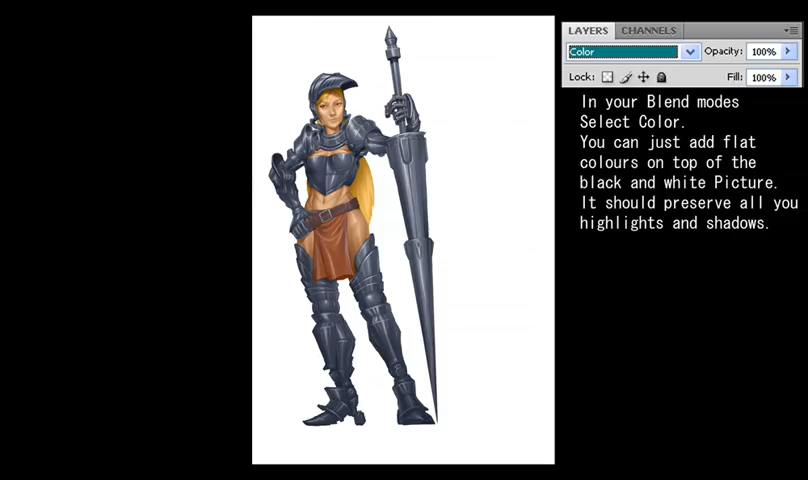 LAYERS CHANNELS
Color Opacity: 100%
Lock: Fill: 100%
In your Blend modes
Select Color.
You can just add flat
colours on top of the
black and white Picture.
It should preserve all you
highlights and shadows.